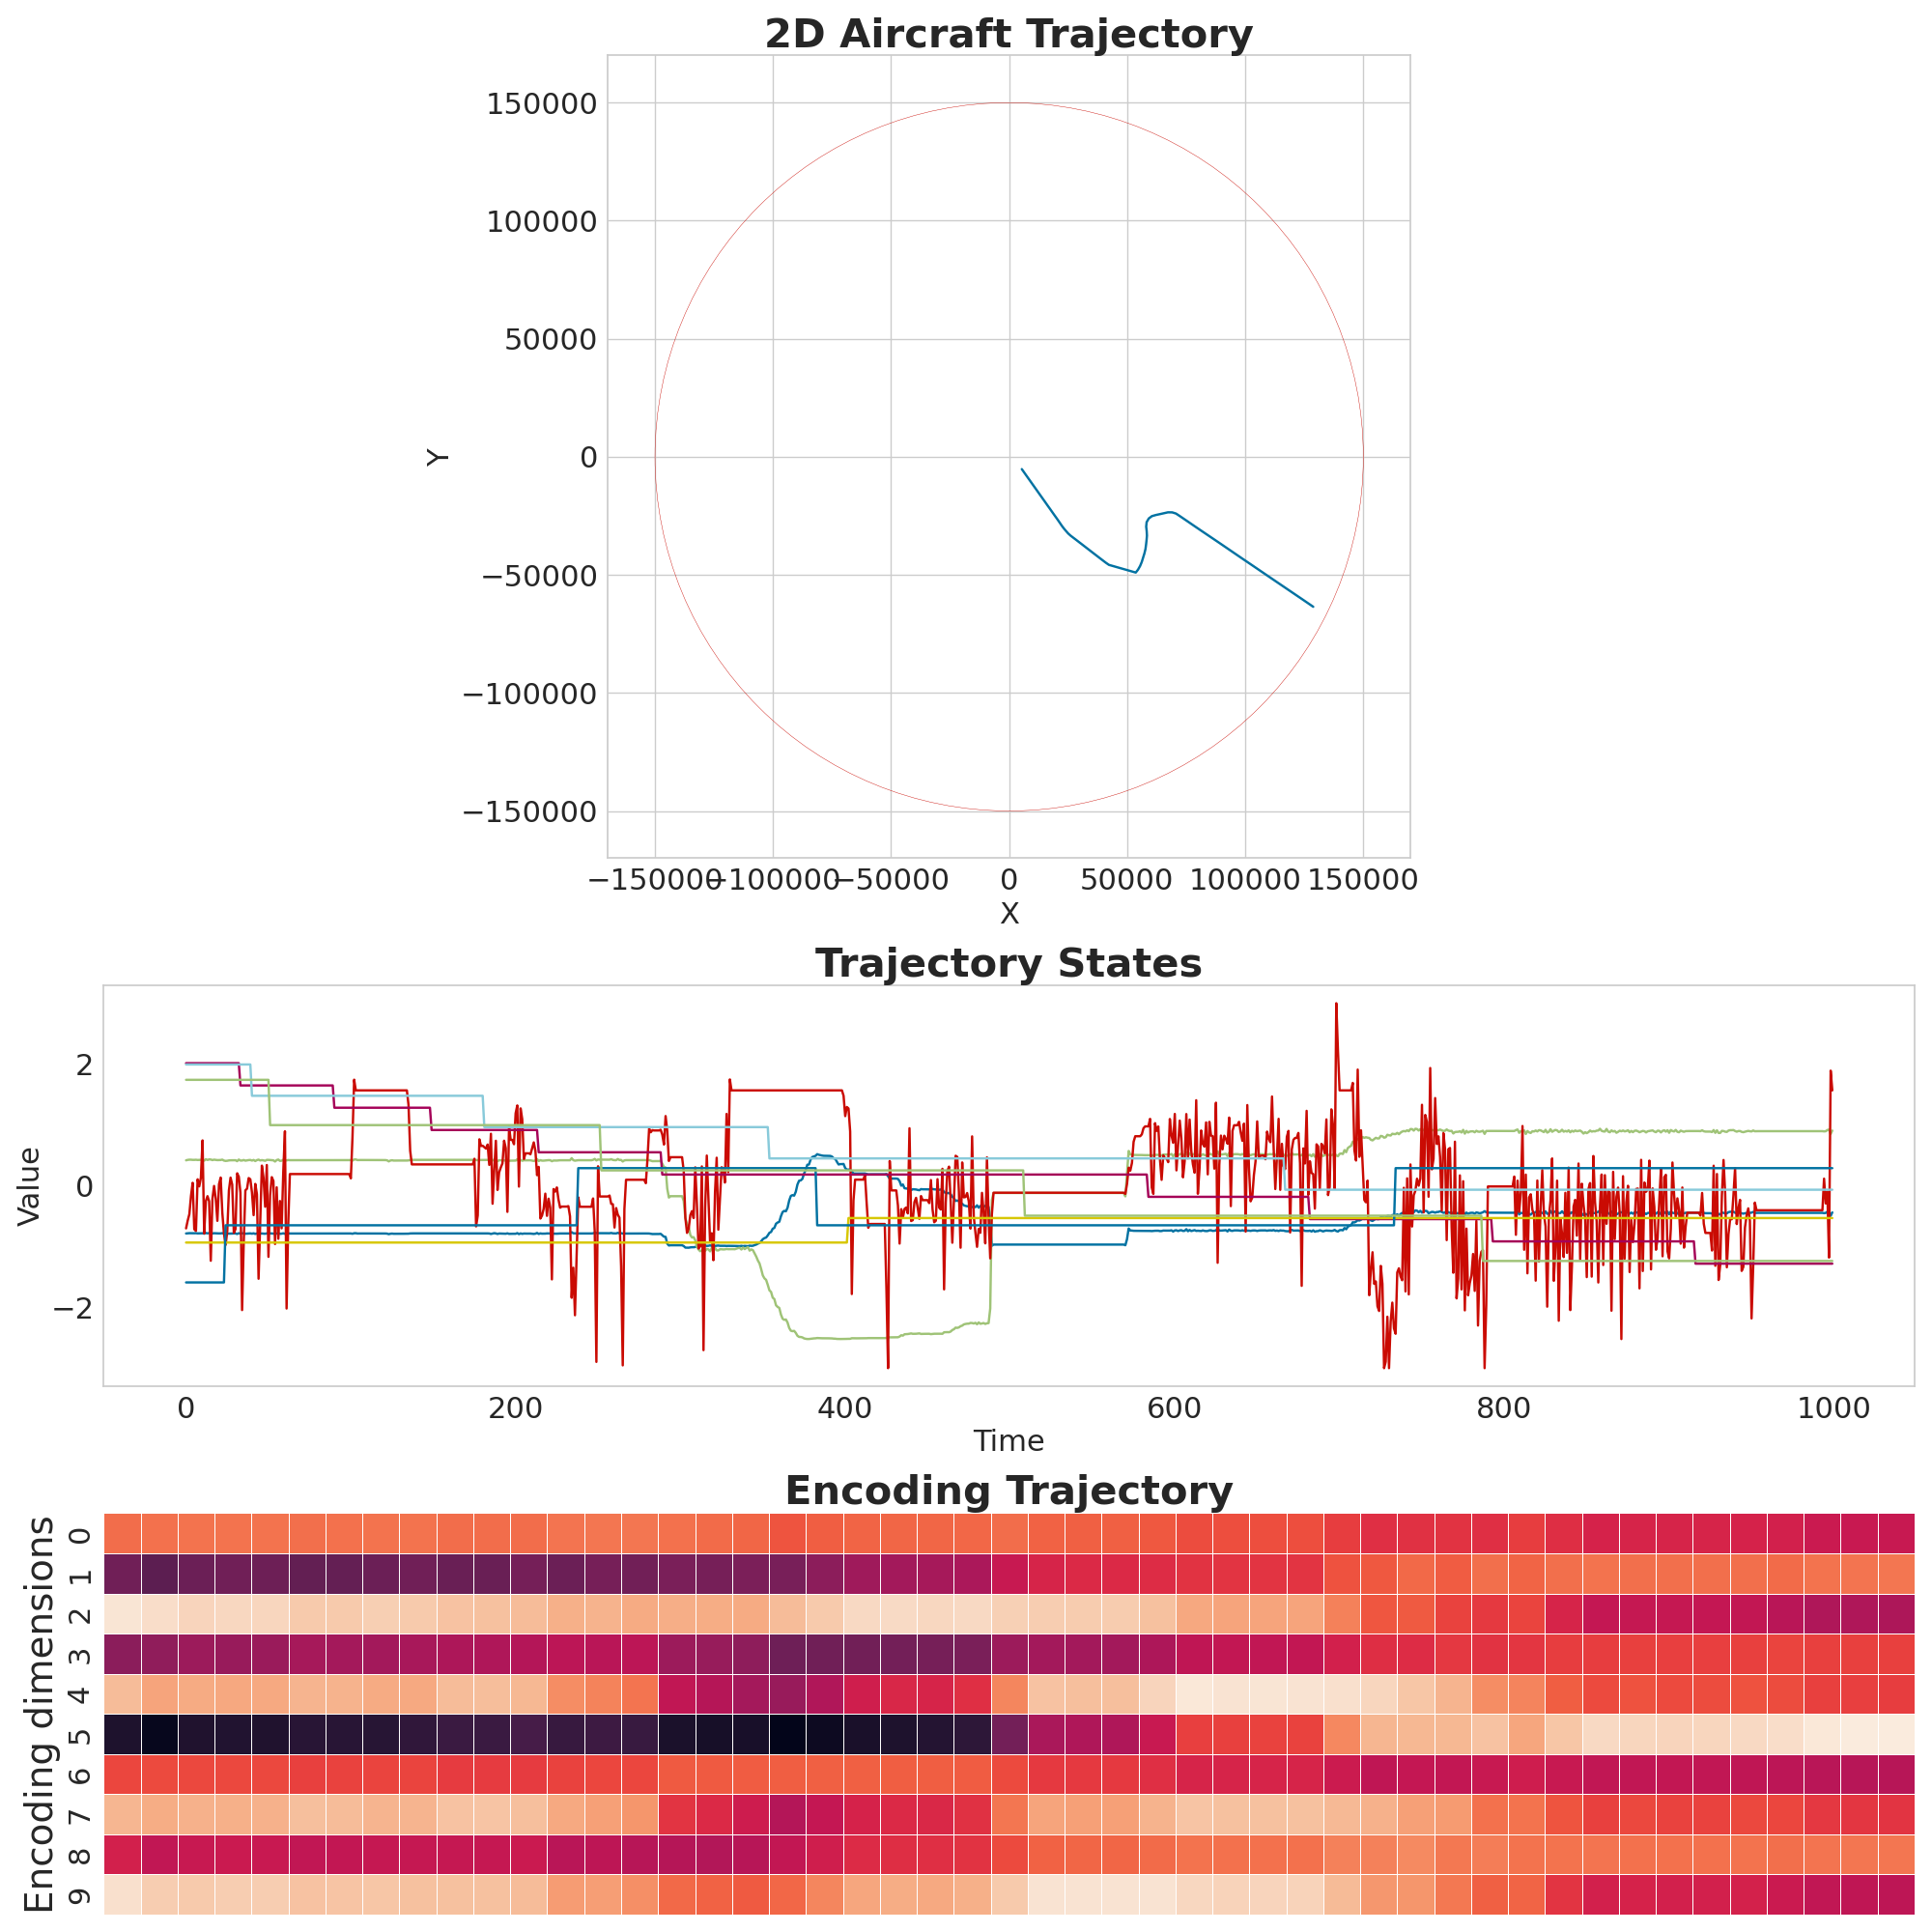 2D Aircraft Trajectory
150000
100000
50000
0
−50000
−100000
−150000
Y
−150000 −100000 −50000 0 50000 100000 150000
X
Trajectory States
2
0
−2
Value
0 200 400 600 800 1000
Time
Encoding Trajectory
Encoding dimensions
0
1
2
3
4
5
6
7
8
9